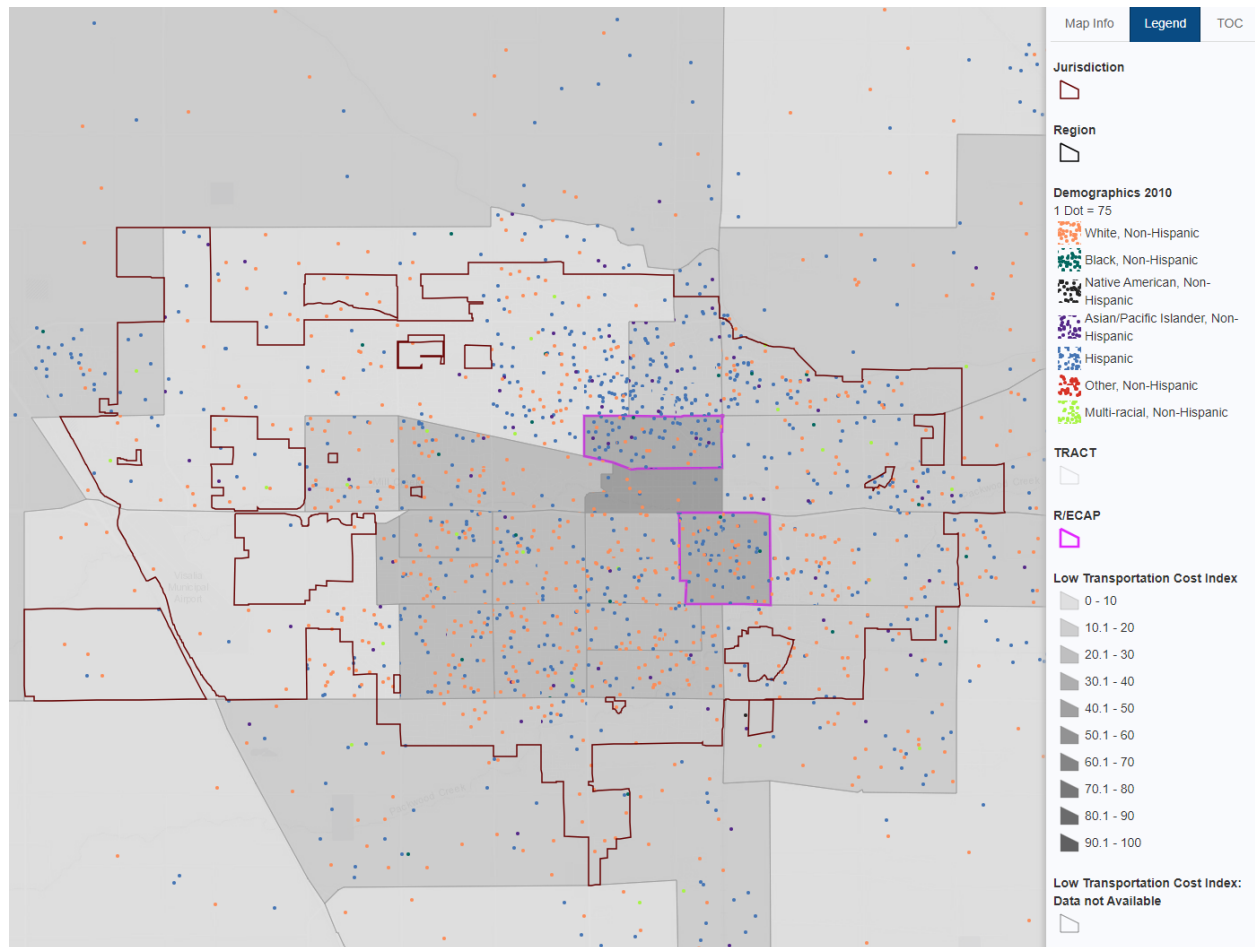 Map Info
Legend
TOC
Jurisdiction
Region
Demographics 2010
1 Dot = 75
White, Non-Hispanic
Black, Non-Hispanic
Native American, Non-
Hispanic
Asian/Pacific Islander, Non-
Hispanic
Hispanic
Other, Non-Hispanic
Multi-racial, Non-Hispanic
TRACT
R/ECAP
Low Transportation Cost Index
0 - 10
10.1 - 20
20.1 - 30
30.1 - 40
40.1 - 50
50.1 - 60
60.1 - 70
70.1 - 80
80.1 - 90
90.1 - 100
Low Transportation Cost Index:
Data not Available
Visalia
Municipal
Airport